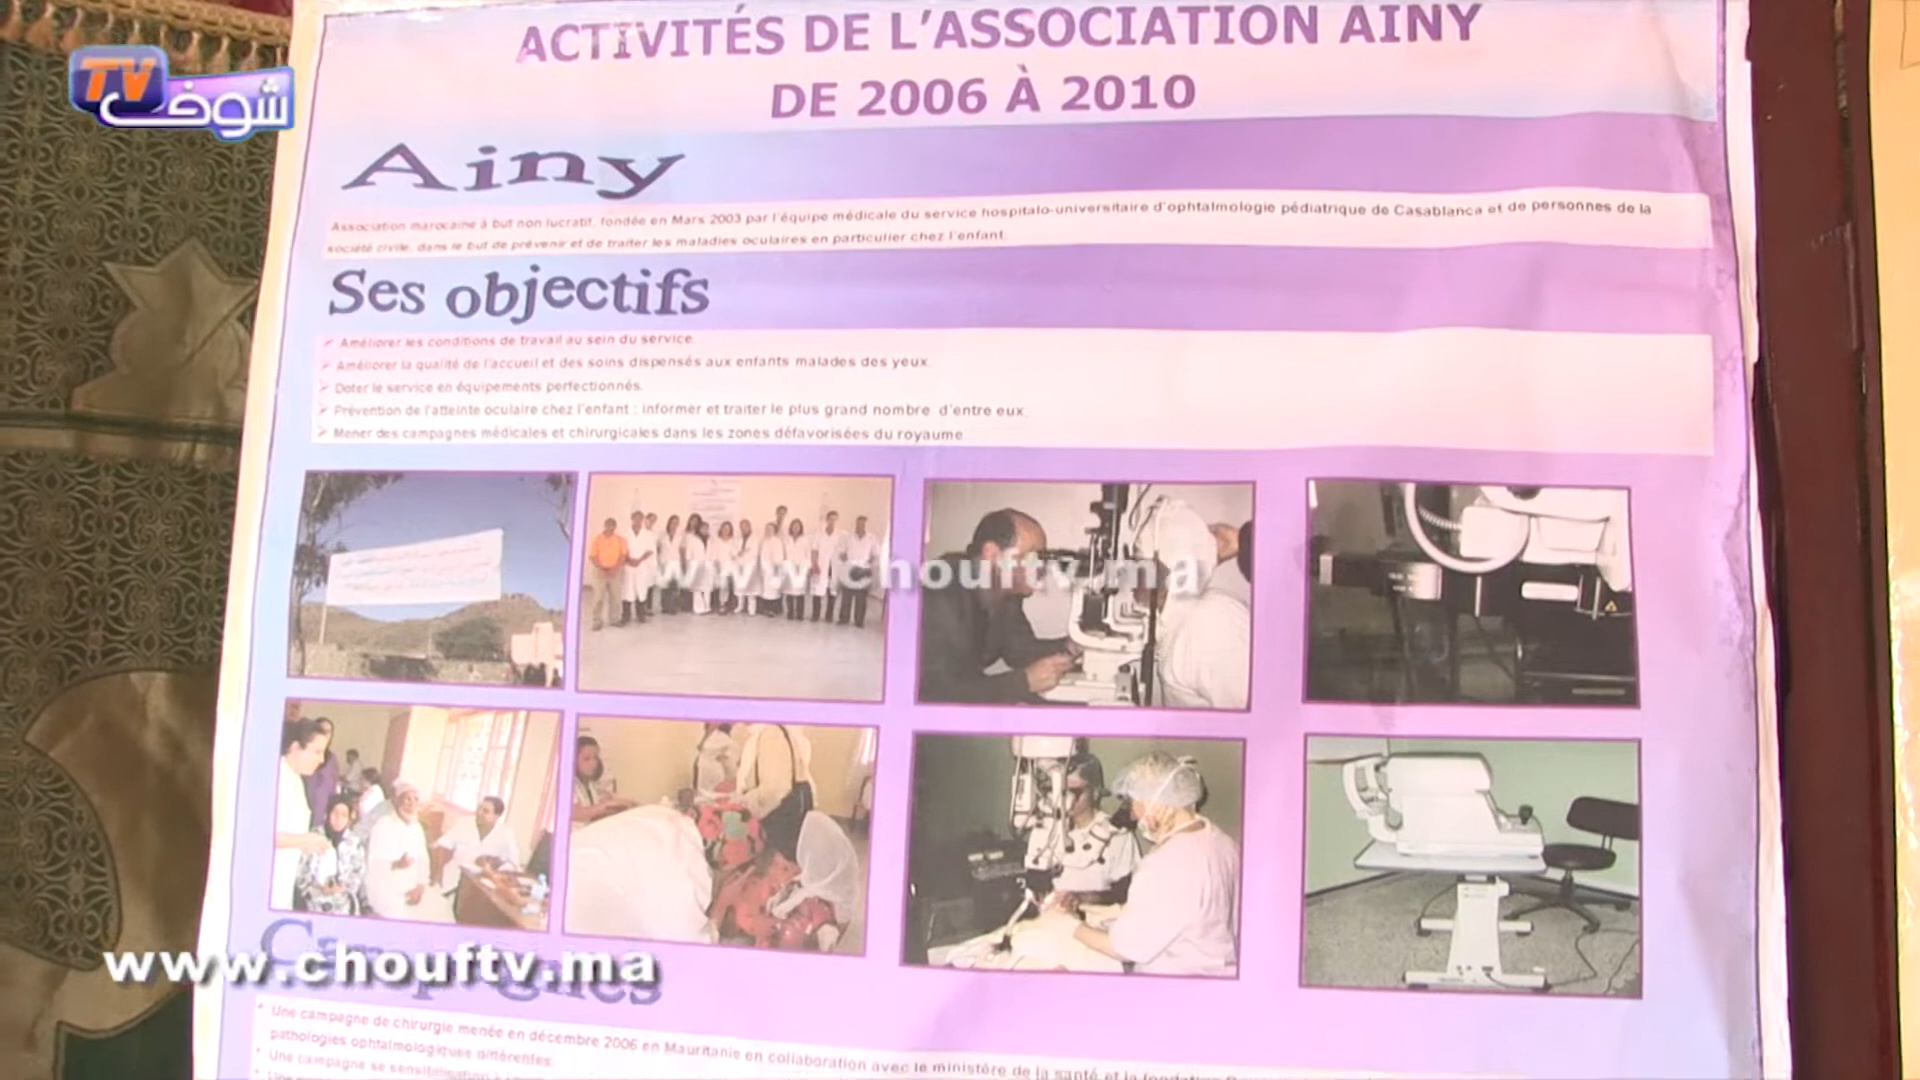 ACTIVITÉS DE L'ASSOCIATION AINY
DE 2006 À 2010
TV شوف
Ainy
Association marocaine à but non lucratif, fondée en Mars 2003 par l'équipe médicale du service hospitalo-universitaire d'ophtalmologie pédiatrique de Casablanca et de personnes de la
société civile, dans le but de prévenir et de traiter les maladies oculaires en particulier chez l'enfant.
Ses objectifs
➢ Améliorer les conditions de travail au sein du service.
➢ Améliorer la qualité de l'accueil et des soins dispensés aux enfants malades des yeux.
➢ Doter le service en équipements perfectionnés.
➢ Prévention de l'atteinte oculaire chez l'enfant : informer et traiter le plus grand nombre d'entre eux.
➢ Mener des campagnes médicales et chirurgicales dans les zones défavorisées du royaume
www.chouftv.ma
Campagnes
www.chouftv.ma
Une campagne de chirurgie menée en décembre 2006 en Mauritanie en collaboration avec le ministère de la santé et la
pathologies ophtalmologiques différentes.
Une campagne se